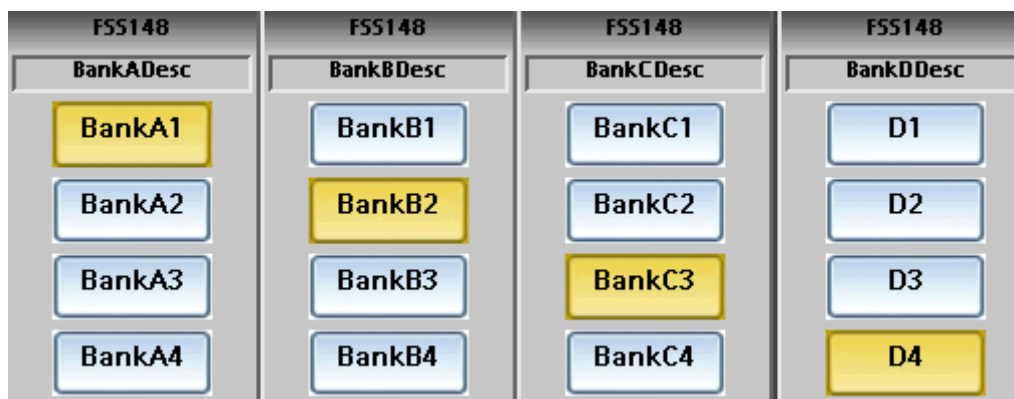 FSS148 FSS148 FSS148 FSS148
BankADesc BankBDesc BankCDesc BankDDesc
BankA1 BankB1 BankC1 D1
BankA2 BankB2 BankC2 D2
BankA3 BankB3 BankC3 D3
BankA4 BankB4 BankC4 D4